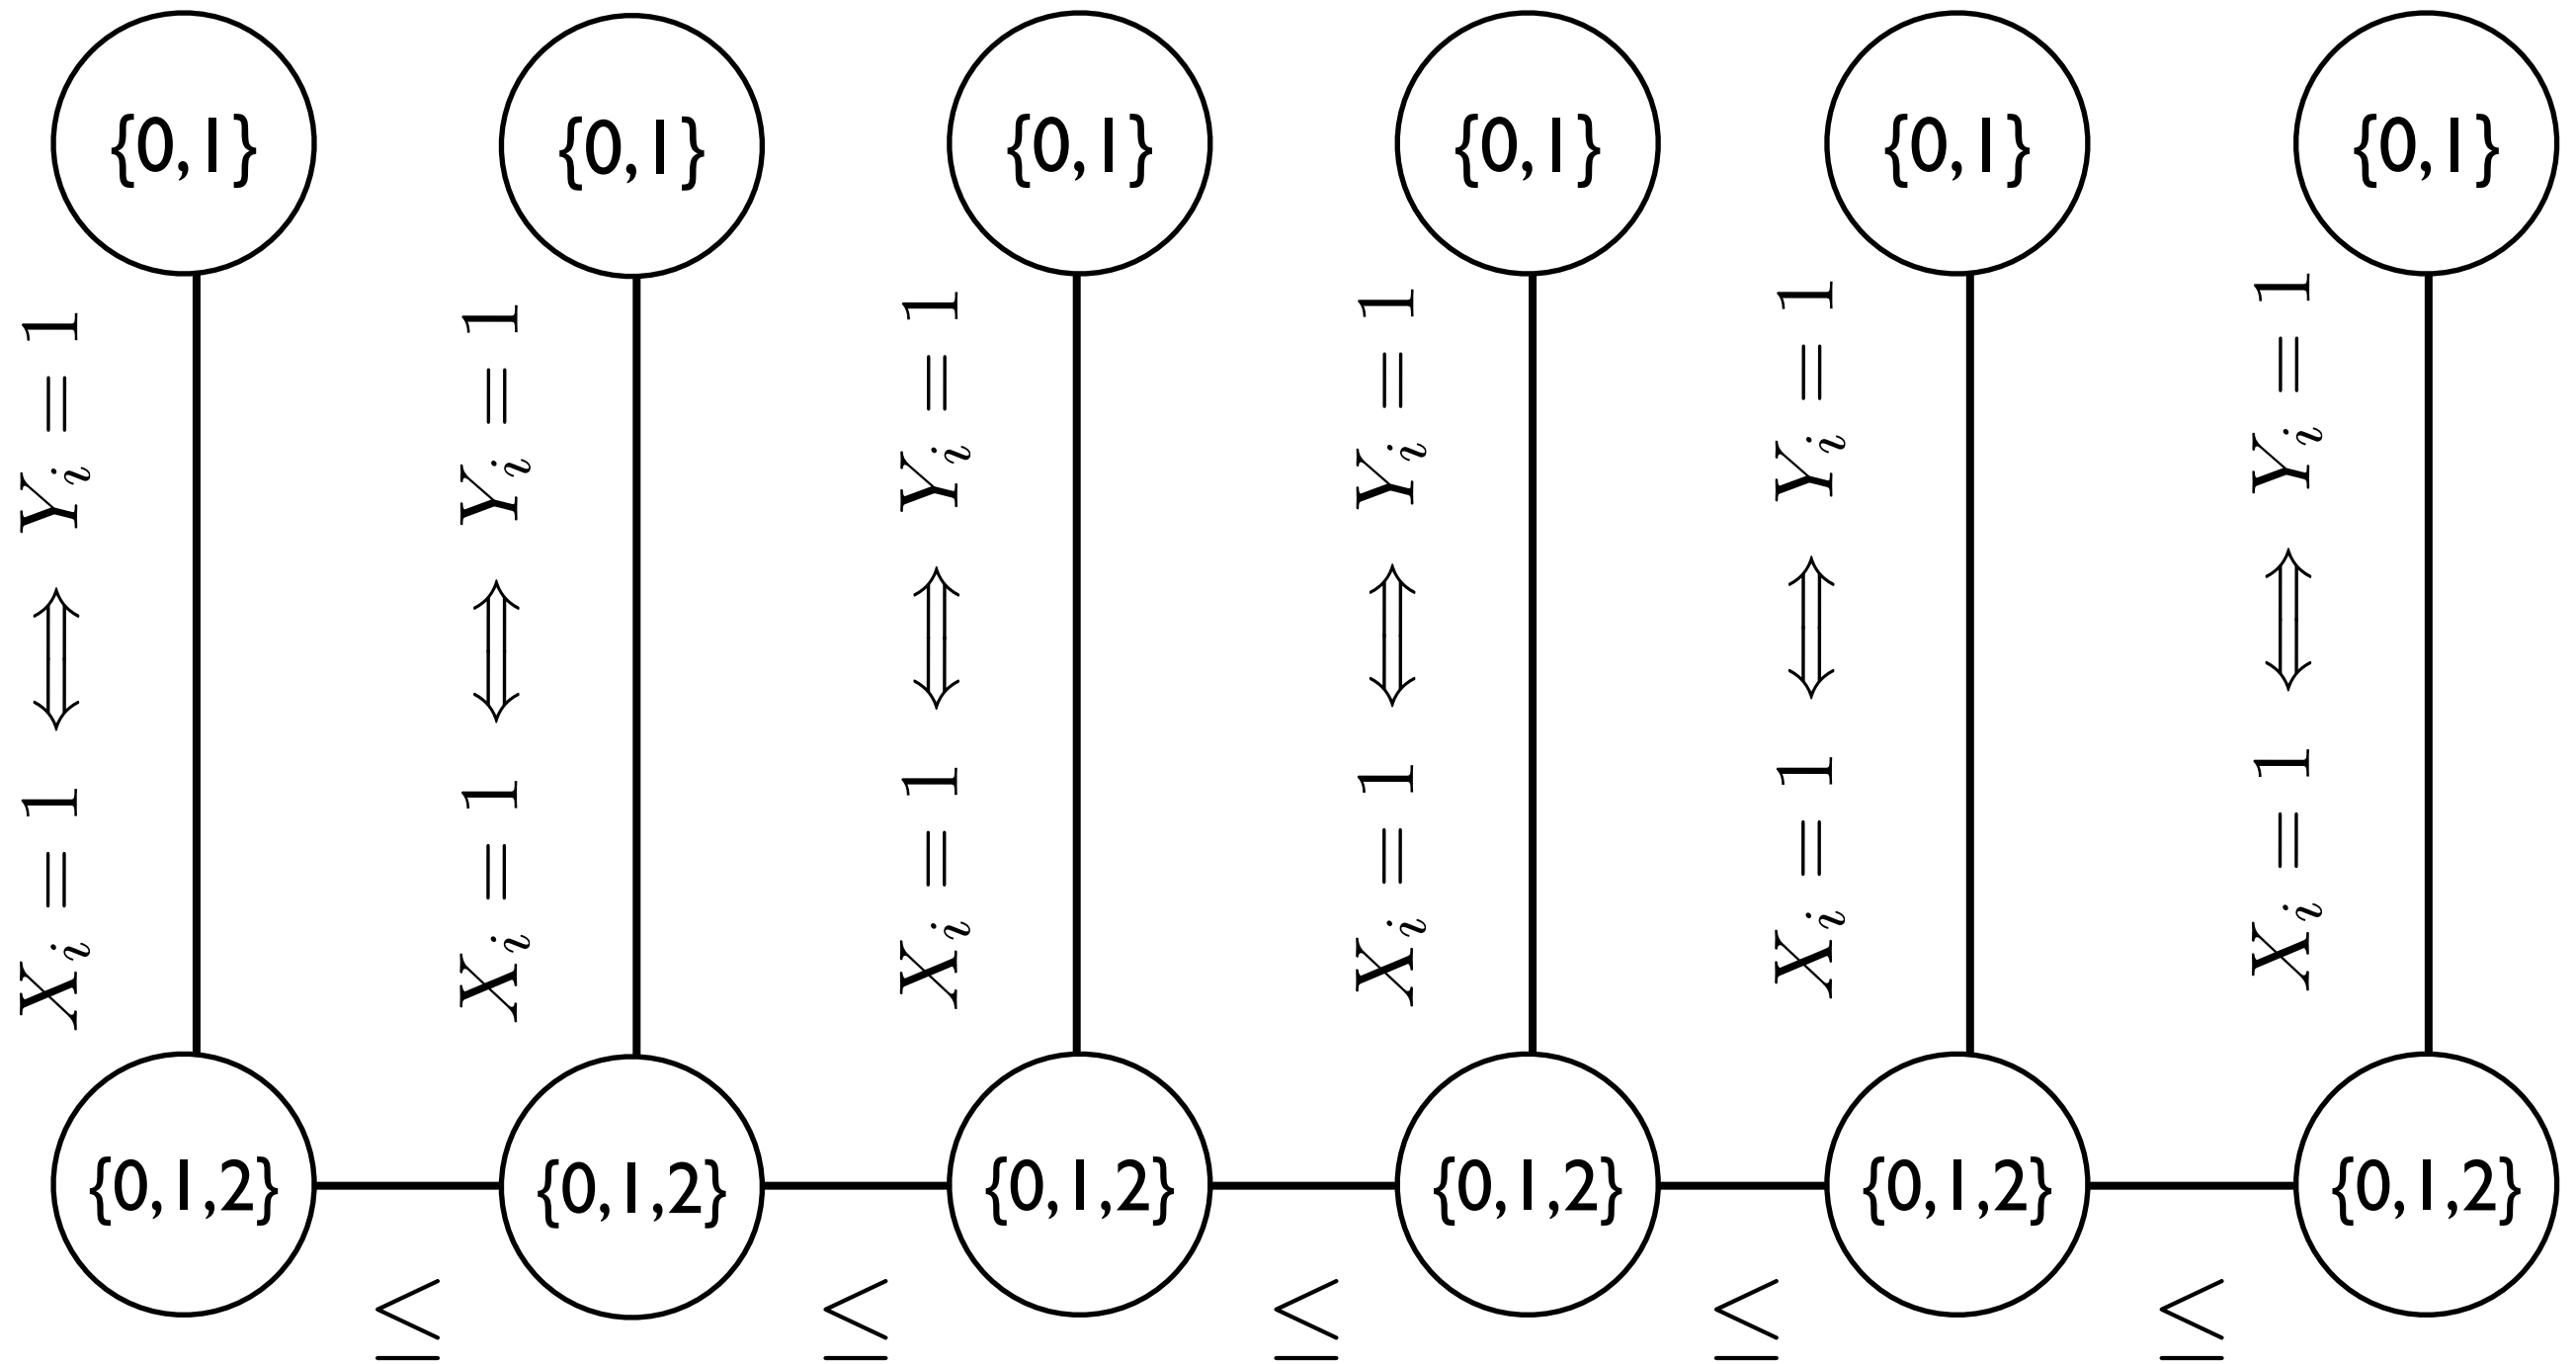 {0,1} {0,1} {0,1} {0,1} {0,1} {0,1}
X_i = 1 ⟺ Y_i = 1
X_i = 1 ⟺ Y_i = 1
X_i = 1 ⟺ Y_i = 1
X_i = 1 ⟺ Y_i = 1
X_i = 1 ⟺ Y_i = 1
X_i = 1 ⟺ Y_i = 1
{0,1,2} {0,1,2} {0,1,2} {0,1,2} {0,1,2} {0,1,2}
≤ ≤ ≤ ≤ ≤